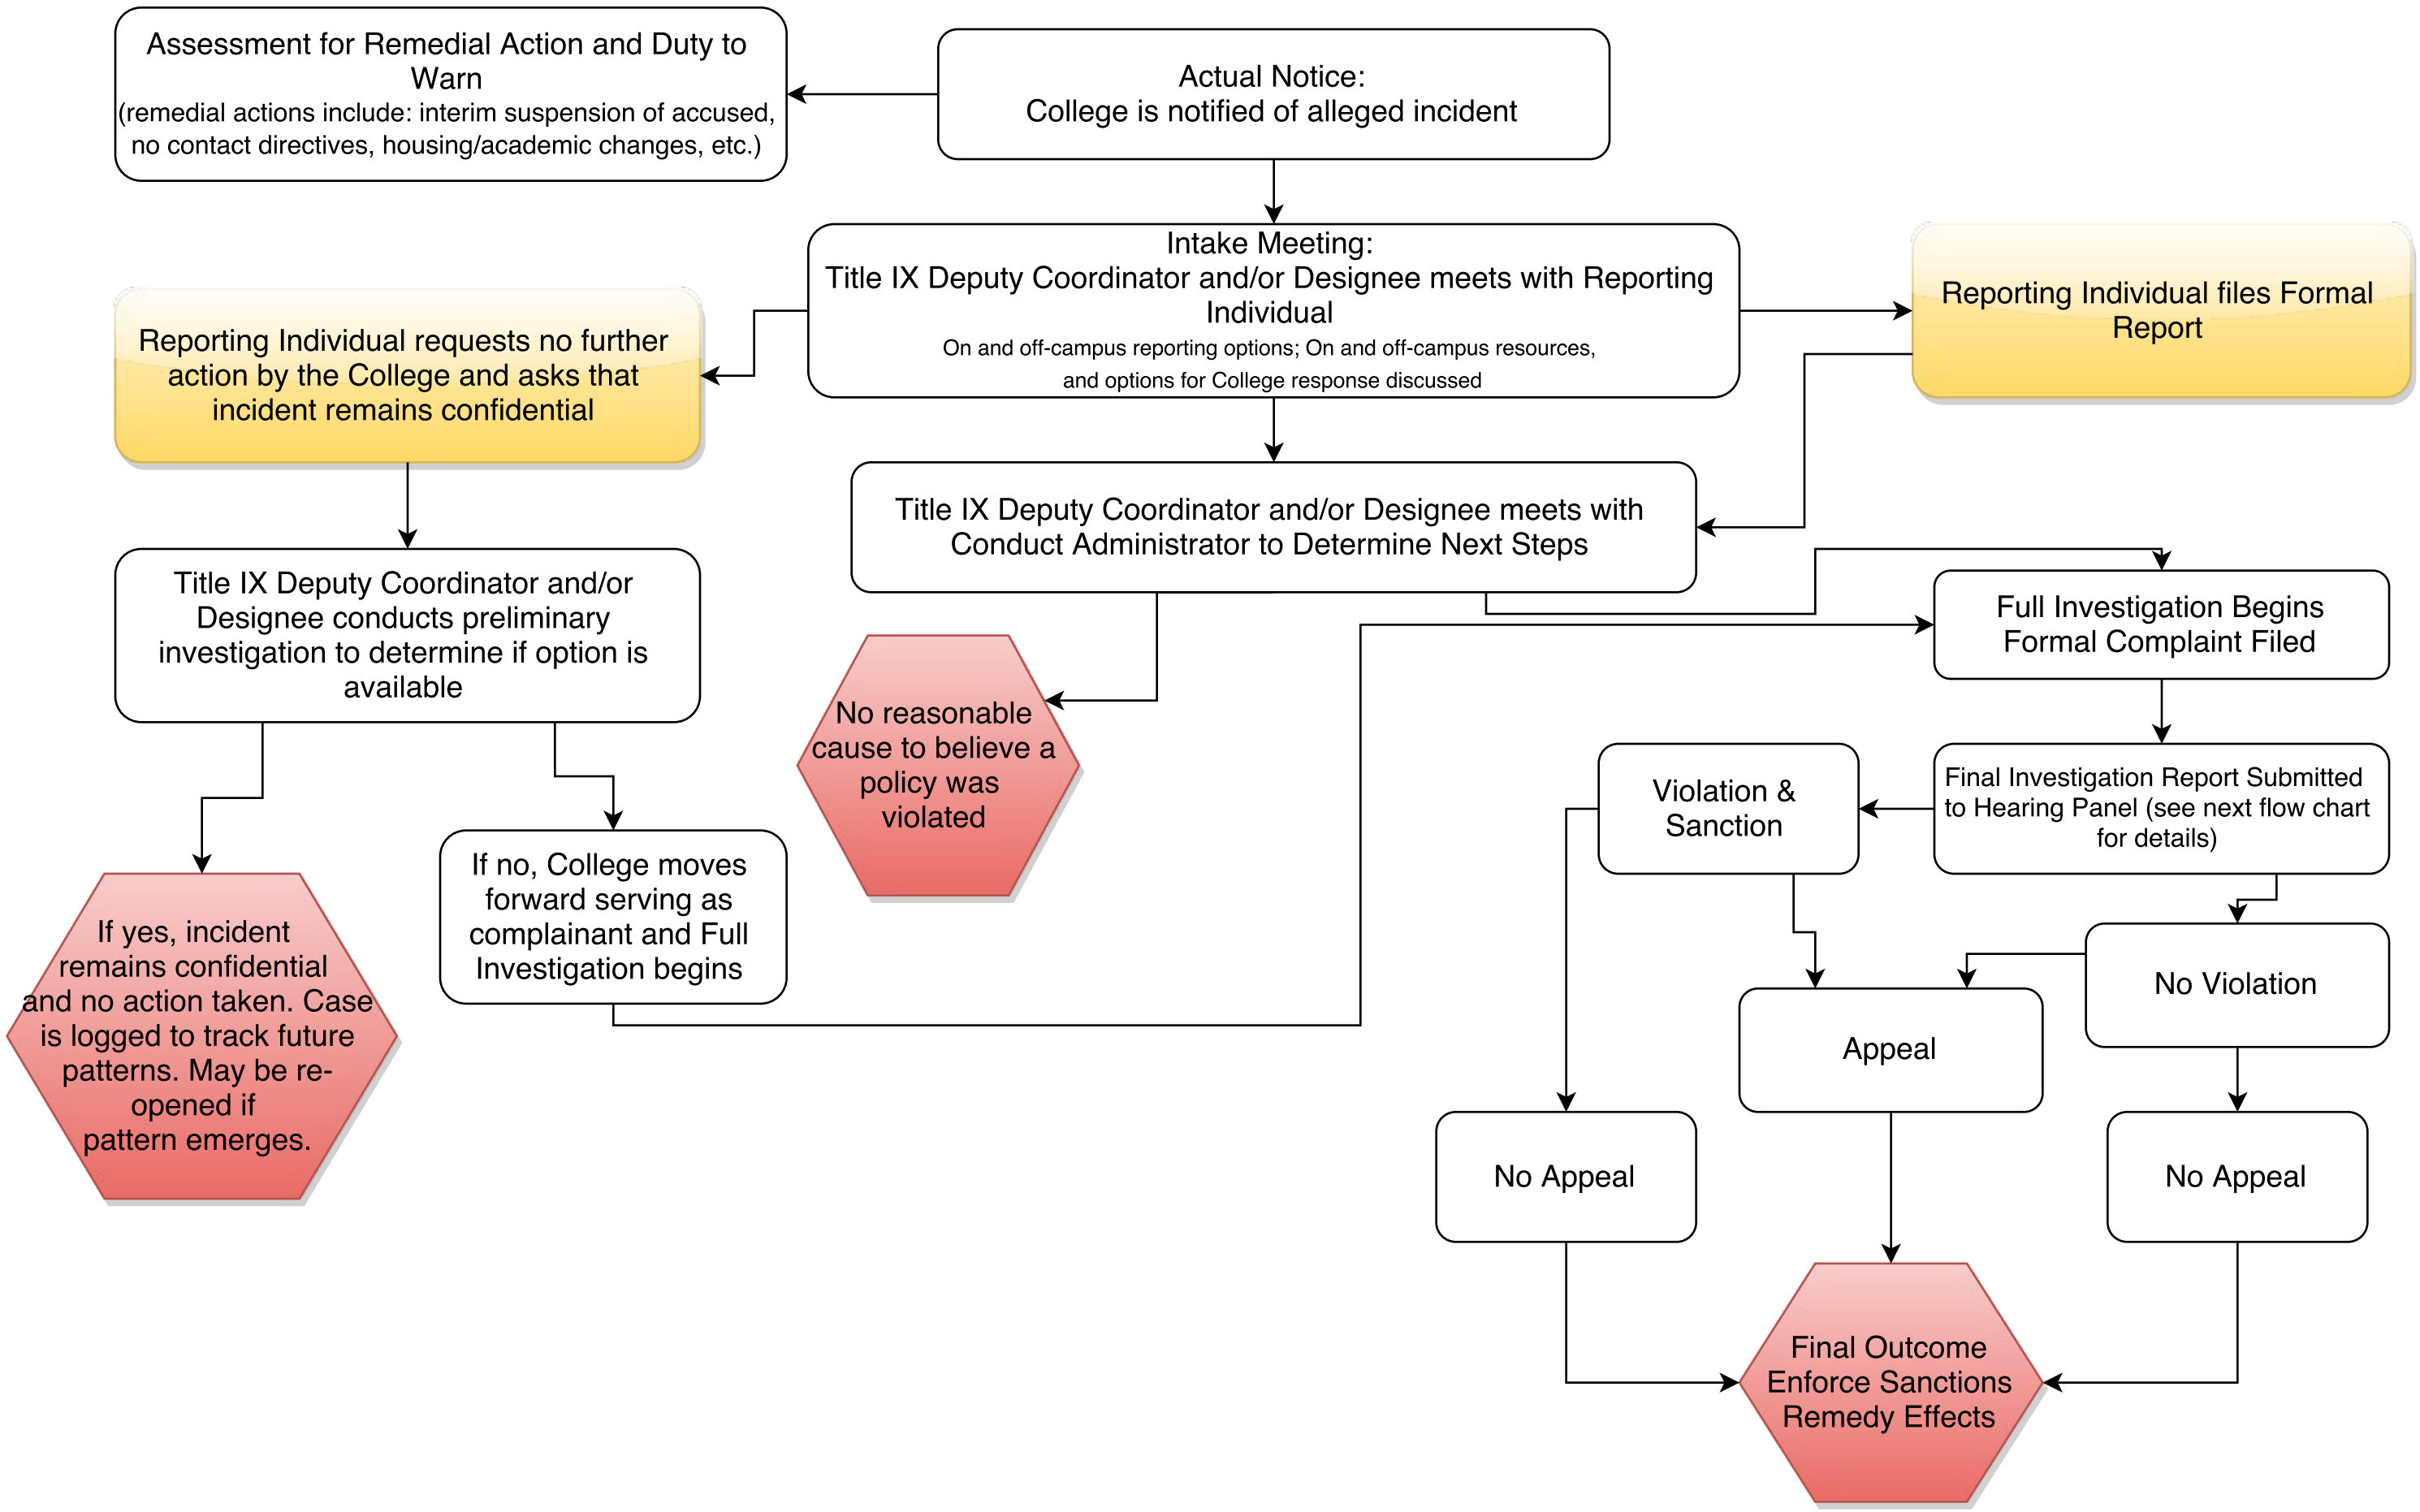 Assessment for Remedial Action and Duty to
Warn
(remedial actions include: interim suspension of accused,
no contact directives, housing/academic changes, etc.)
Actual Notice:
College is notified of alleged incident
Intake Meeting:
Title IX Deputy Coordinator and/or Designee meets with Reporting
Individual
On and off-campus reporting options; On and off-campus resources,
and options for College response discussed
Reporting Individual files Formal
Report
Reporting Individual requests no further
action by the College and asks that
incident remains confidential
Title IX Deputy Coordinator and/or Designee meets with
Conduct Administrator to Determine Next Steps
Title IX Deputy Coordinator and/or
Designee conducts preliminary
investigation to determine if option is
available
Full Investigation Begins
Formal Complaint Filed
No reasonable
cause to believe a
policy was
violated
Violation &
Sanction
Final Investigation Report Submitted
to Hearing Panel (see next flow chart
for details)
If no, College moves
forward serving as
complainant and Full
Investigation begins
If yes, incident
remains confidential
and no action taken. Case
is logged to track future
patterns. May be re-
opened if
pattern emerges.
No Violation
Appeal
No Appeal
No Appeal
Final Outcome
Enforce Sanctions
Remedy Effects